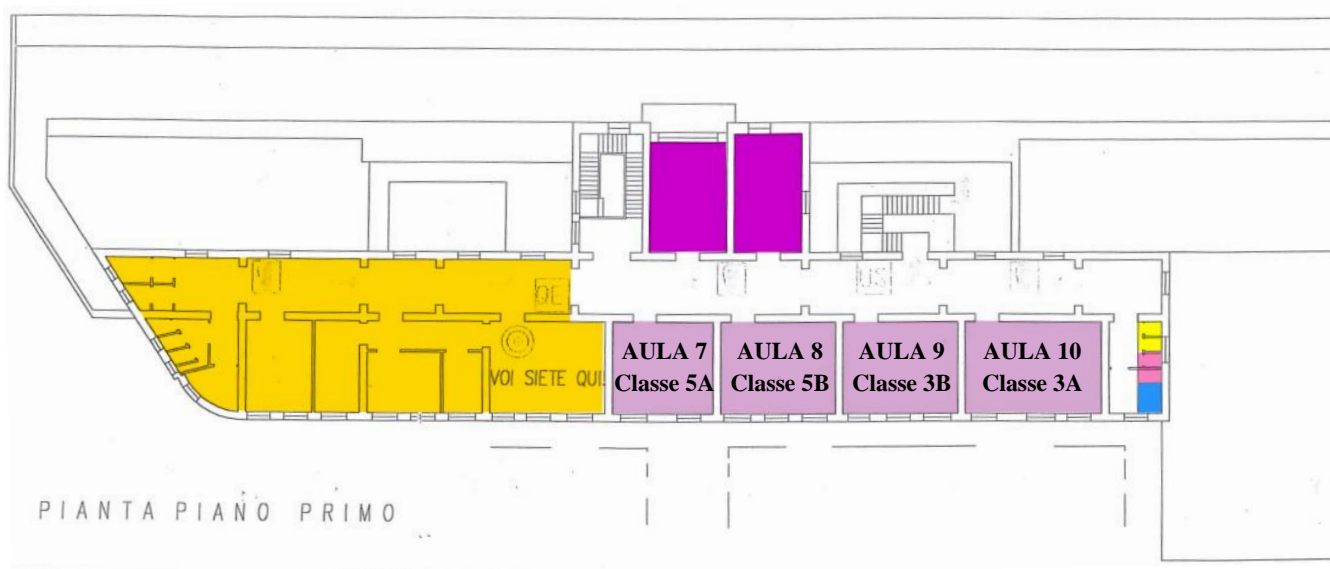 AULA 7
Classe 5A
AULA 8
Classe 5B
AULA 9
Classe 3B
AULA 10
Classe 3A
VOI SIETE QUI!
PIANTA PIANO PRIMO